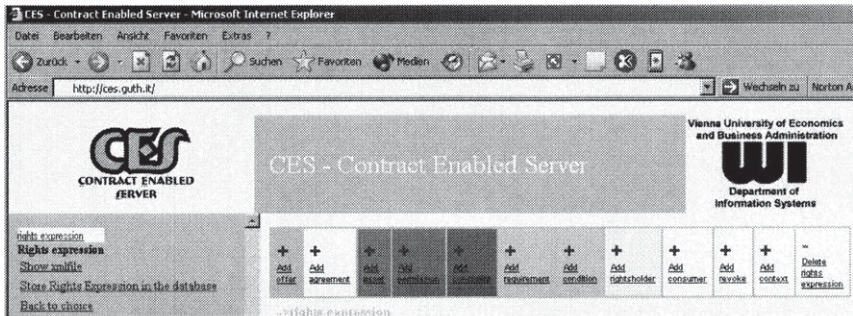 CES - Contract Enabled Server - Microsoft Internet Explorer
Datei Bearbeiten Ansicht Favoriten Extras ?
Zurück Suchen Favoriten Medien
Adresse http://ces.guth.it/ Wechseln zu Norton A
CES
CONTRACT ENABLED
SERVER
CES - Contract Enabled Server
Vienna University of Economics
and Business Administration
WI
Department of
Information Systems
rights expression
Rights expression
Show xmlfile
Store Rights Expression in the database
Back to choice
+ + + + + + + + + + + -
Add offer
Add agreement
Add asset
Add permission
Add constraint
Add requirement
Add condition
Add rightsholder
Add consumer
Add revoke
Add context
Delete rights expression
->rights expression